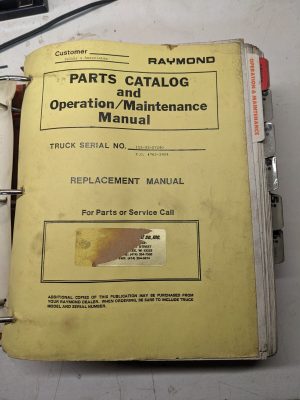 Customer
RAYMOND
PARTS CATALOG
and
Operation/Maintenance
Manual
TRUCK SERIAL NO.
REPLACEMENT MANUAL
For Parts or Service Call
ADDITIONAL COPIES OF THIS PUBLICATION MAY BE PURCHASED FROM
YOUR RAYMOND DEALER. WHEN ORDERING, BE SURE TO INCLUDE TRUCK
MODEL AND SERIAL NUMBER.
OPERATION & MAINTENANCE